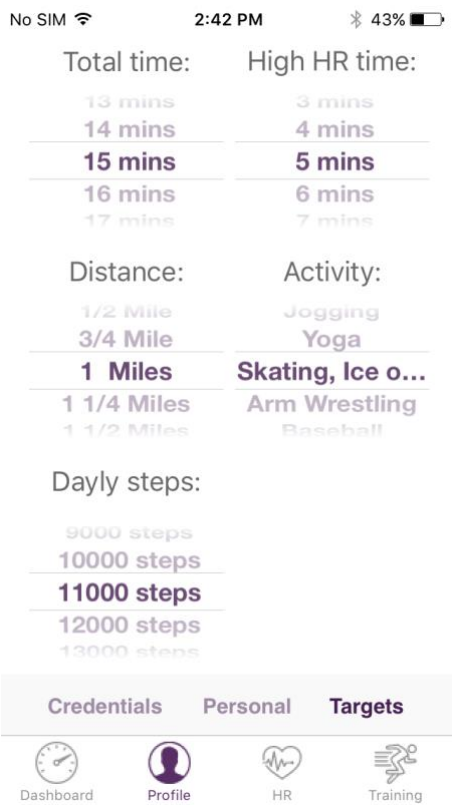 No SIM 2:42 PM 43%
Total time: High HR time:
13 mins 3 mins
14 mins 4 mins
15 mins 5 mins
16 mins 6 mins
17 mins 7 mins
Distance: Activity:
1/2 Mile Jogging
3/4 Mile Yoga
1 Miles Skating, Ice o...
1 1/4 Miles Arm Wrestling
1 1/2 Miles Baseball
Dayly steps:
9000 steps
10000 steps
11000 steps
12000 steps
13000 steps
Credentials Personal Targets
Dashboard Profile HR Training